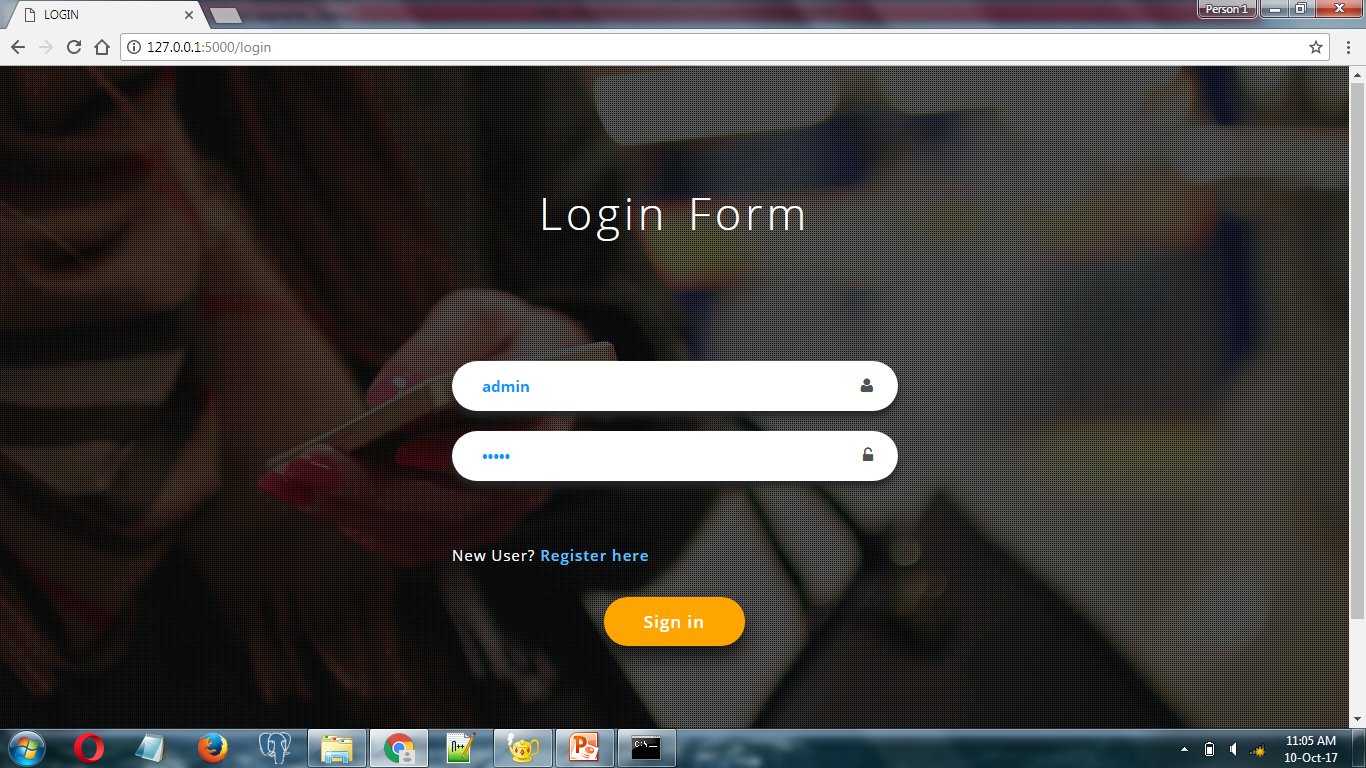 LOGIN
Person 1
127.0.0.1:5000/login
Login Form
admin
•••••
New User? Register here
Sign in
11:05 AM
10-Oct-17